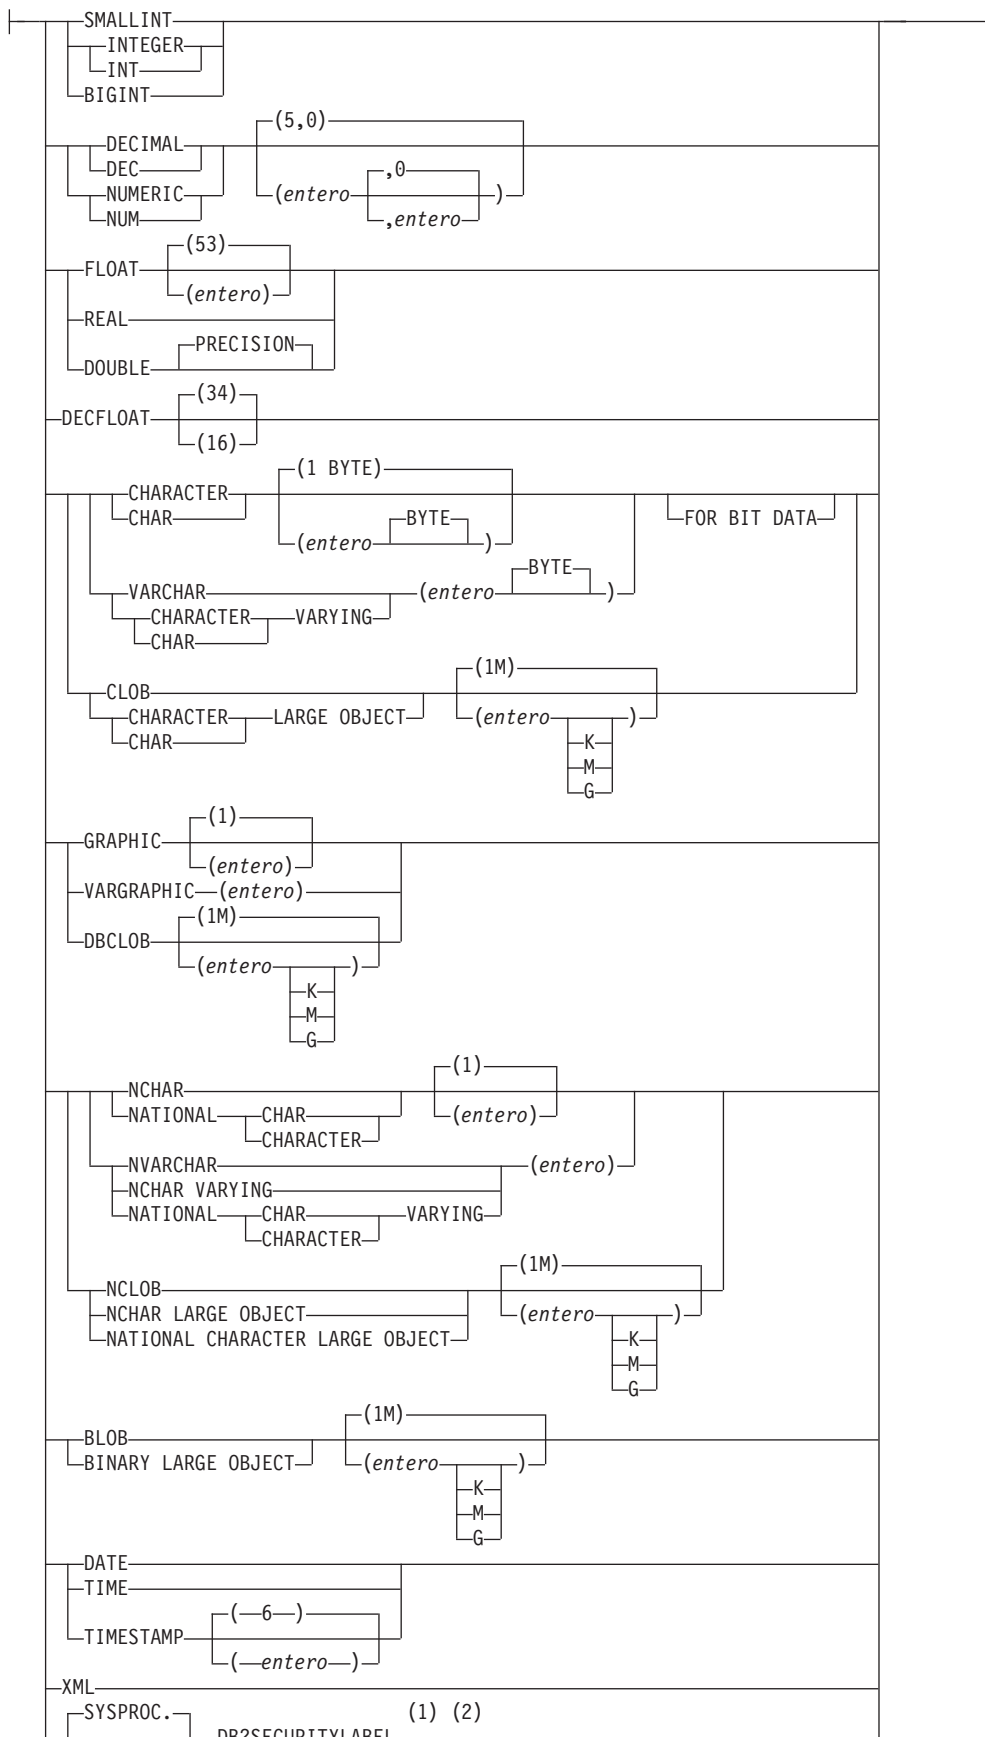 SMALLINT
INTEGER
INT
BIGINT
(5,0)
DECIMAL
DEC ,0
NUMERIC (entero )
NUM ,entero
(53)
FLOAT
(entero)
REAL
PRECISION
DOUBLE
(34)
DECFLOAT
(16)
(1 BYTE)
CHARACTER
CHAR BYTE FOR BIT DATA
(entero )
BYTE
VARCHAR (entero )
CHARACTER VARYING
CHAR
(1M)
CLOB
CHARACTER LARGE OBJECT (entero )
CHAR K
M
G
(1)
GRAPHIC
(entero)
VARGRAPHIC (entero)
(1M)
DBCLOB
(entero )
K
M
G
(1)
NCHAR
NATIONAL CHAR (entero)
CHARACTER
NVARCHAR (entero)
NCHAR VARYING
NATIONAL CHAR VARYING
CHARACTER
(1M)
NCLOB
NCHAR LARGE OBJECT (entero )
NATIONAL CHARACTER LARGE OBJECT K
M
G
(1M)
BLOB
BINARY LARGE OBJECT (entero )
K
M
G
DATE
TIME
( 6 )
TIMESTAMP
( entero )
XML
SYSPROC. (1) (2)
DB2SECURITYLABEL